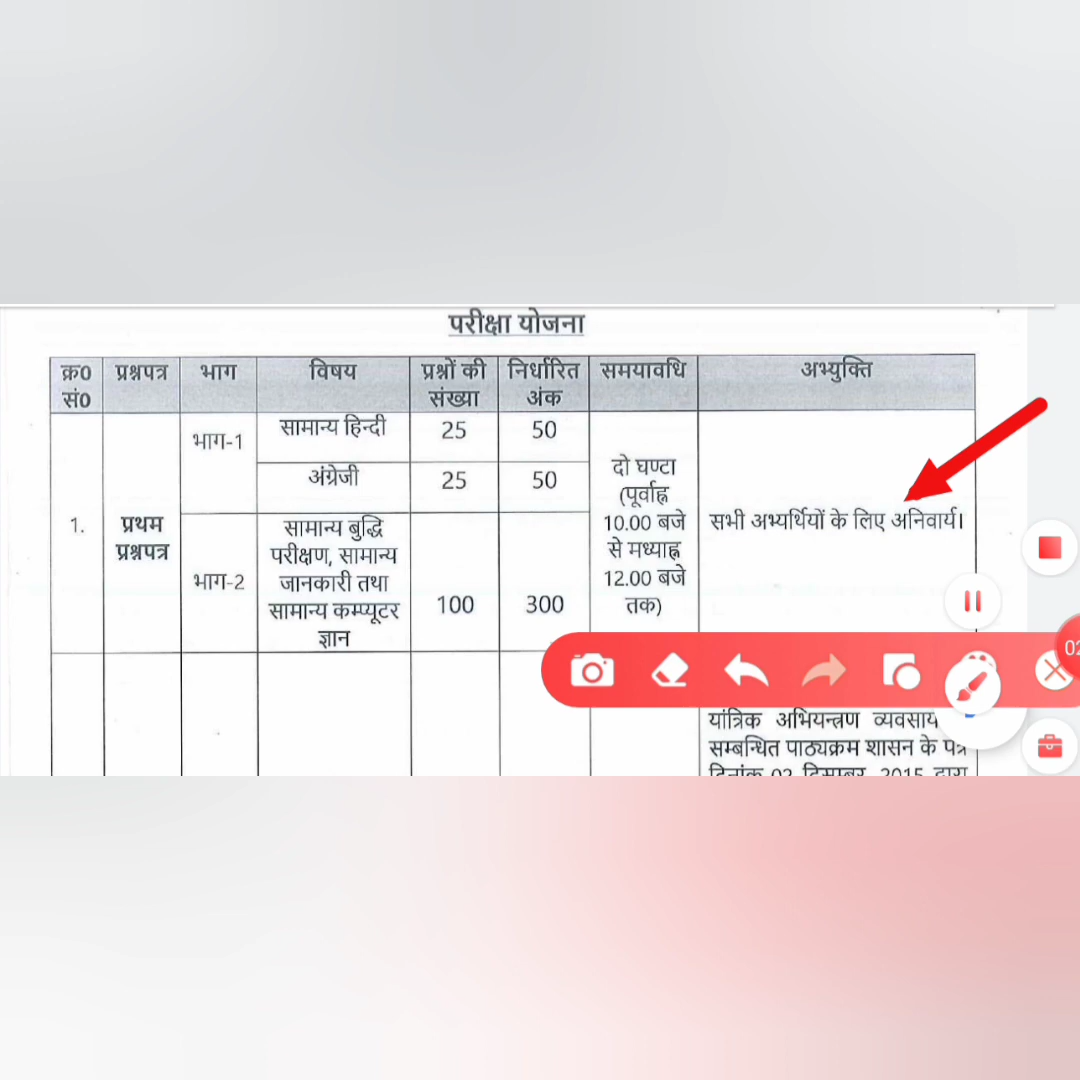 परीक्षा योजना
क्र0 सं0 प्रश्नपत्र भाग विषय प्रश्नों की संख्या निर्धारित अंक समयावधि अभ्युक्ति
1.
प्रथम
प्रश्नपत्र
भाग-1
सामान्य हिन्दी 25 50
अंग्रेजी 25 50
भाग-2
सामान्य बुद्धि
परीक्षण, सामान्य
जानकारी तथा
सामान्य कम्प्यूटर
ज्ञान
100 300
दो घण्टा
(पूर्वाह्न
10.00 बजे
से मध्याह्न
12.00 बजे
तक)
सभी अभ्यर्थियों के लिए अनिवार्य।
यांत्रिक अभियन्त्रण व्यवसाय
सम्बन्धित पाठ्यक्रम शासन के पत्र
02